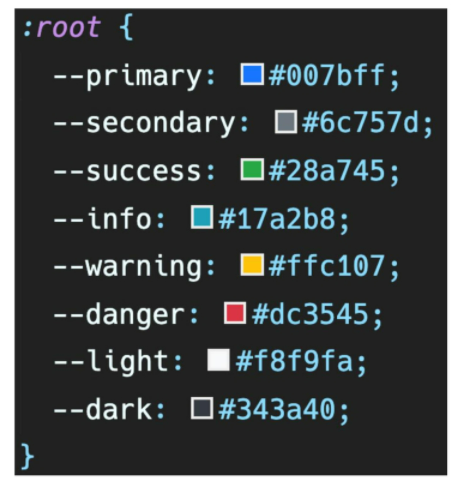 :root {
--primary: #007bff;
--secondary: #6c757d;
--success: #28a745;
--info: #17a2b8;
--warning: #ffc107;
--danger: #dc3545;
--light: #f8f9fa;
--dark: #343a40;
}